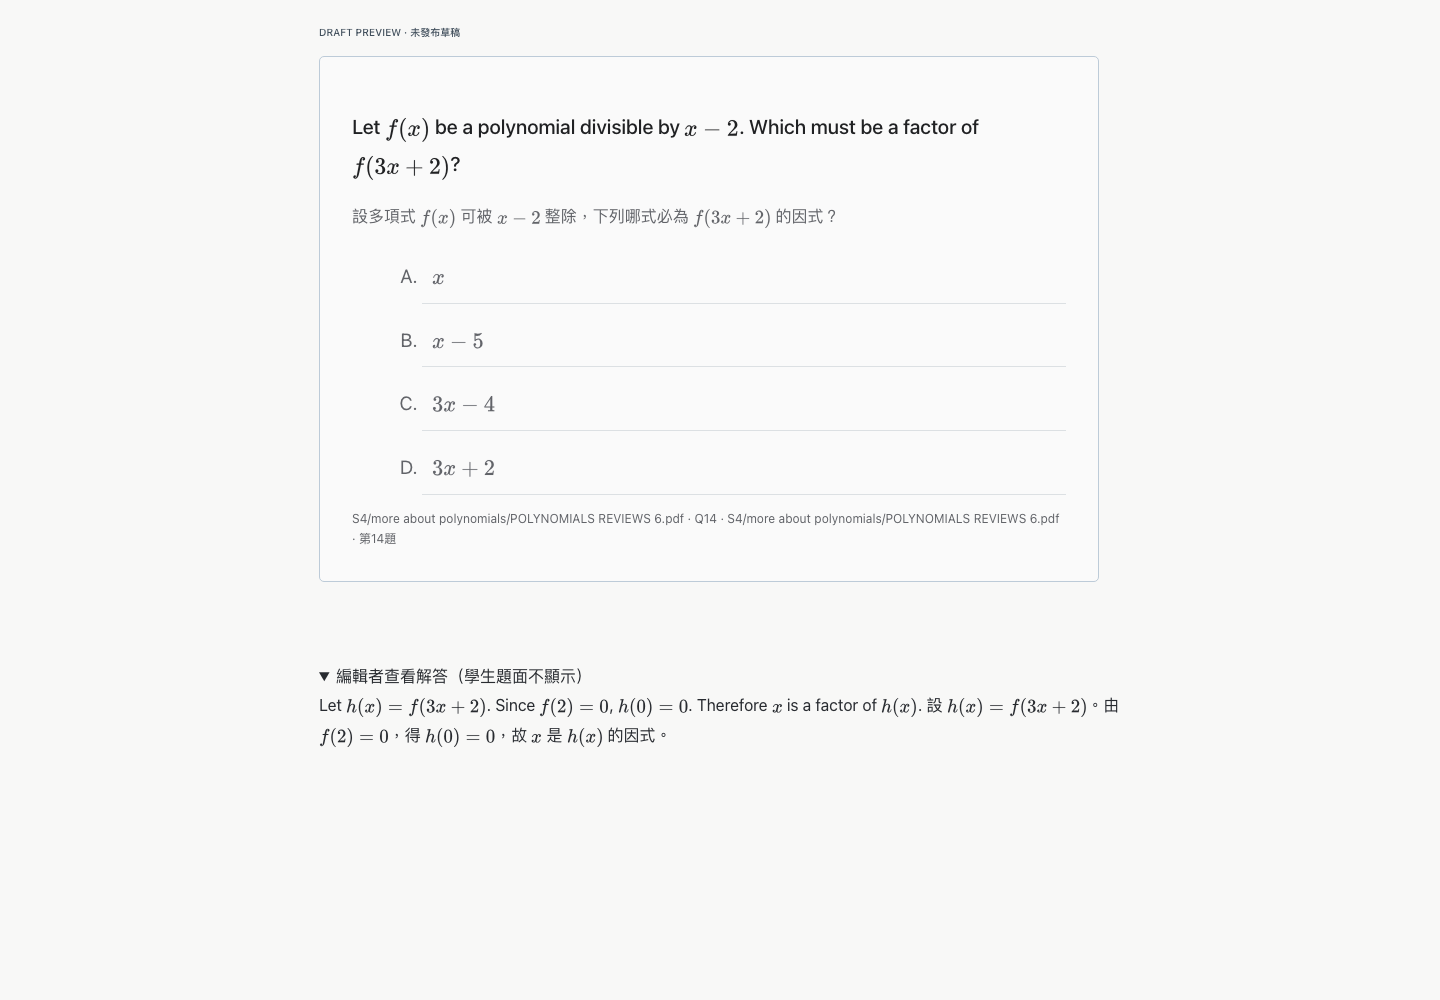 DRAFT PREVIEW · 未發布草稿
Let f(x) be a polynomial divisible by x − 2. Which must be a factor of
f(3x + 2)?
設多項式 f(x) 可被 x − 2 整除，下列哪式必為 f(3x + 2) 的因式？
A. x
B. x − 5
C. 3x − 4
D. 3x + 2
S4/more about polynomials/POLYNOMIALS REVIEWS 6.pdf · Q14 · S4/more about polynomials/POLYNOMIALS REVIEWS 6.pdf
· 第14題
▼ 編輯者查看解答（學生題面不顯示）
Let h(x) = f(3x + 2). Since f(2) = 0, h(0) = 0. Therefore x is a factor of h(x). 設 h(x) = f(3x + 2)。由
f(2) = 0，得 h(0) = 0，故 x 是 h(x) 的因式。